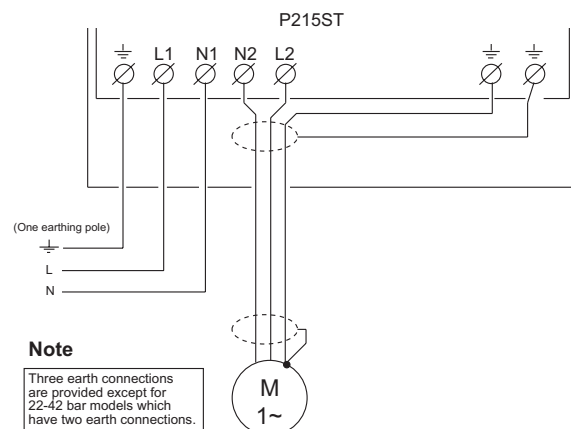 P215ST
L1 N1 N2 L2
(One earthing pole)
L
N
Note
Three earth connections
are provided except for
22-42 bar models which
have two earth connections.
M
1~